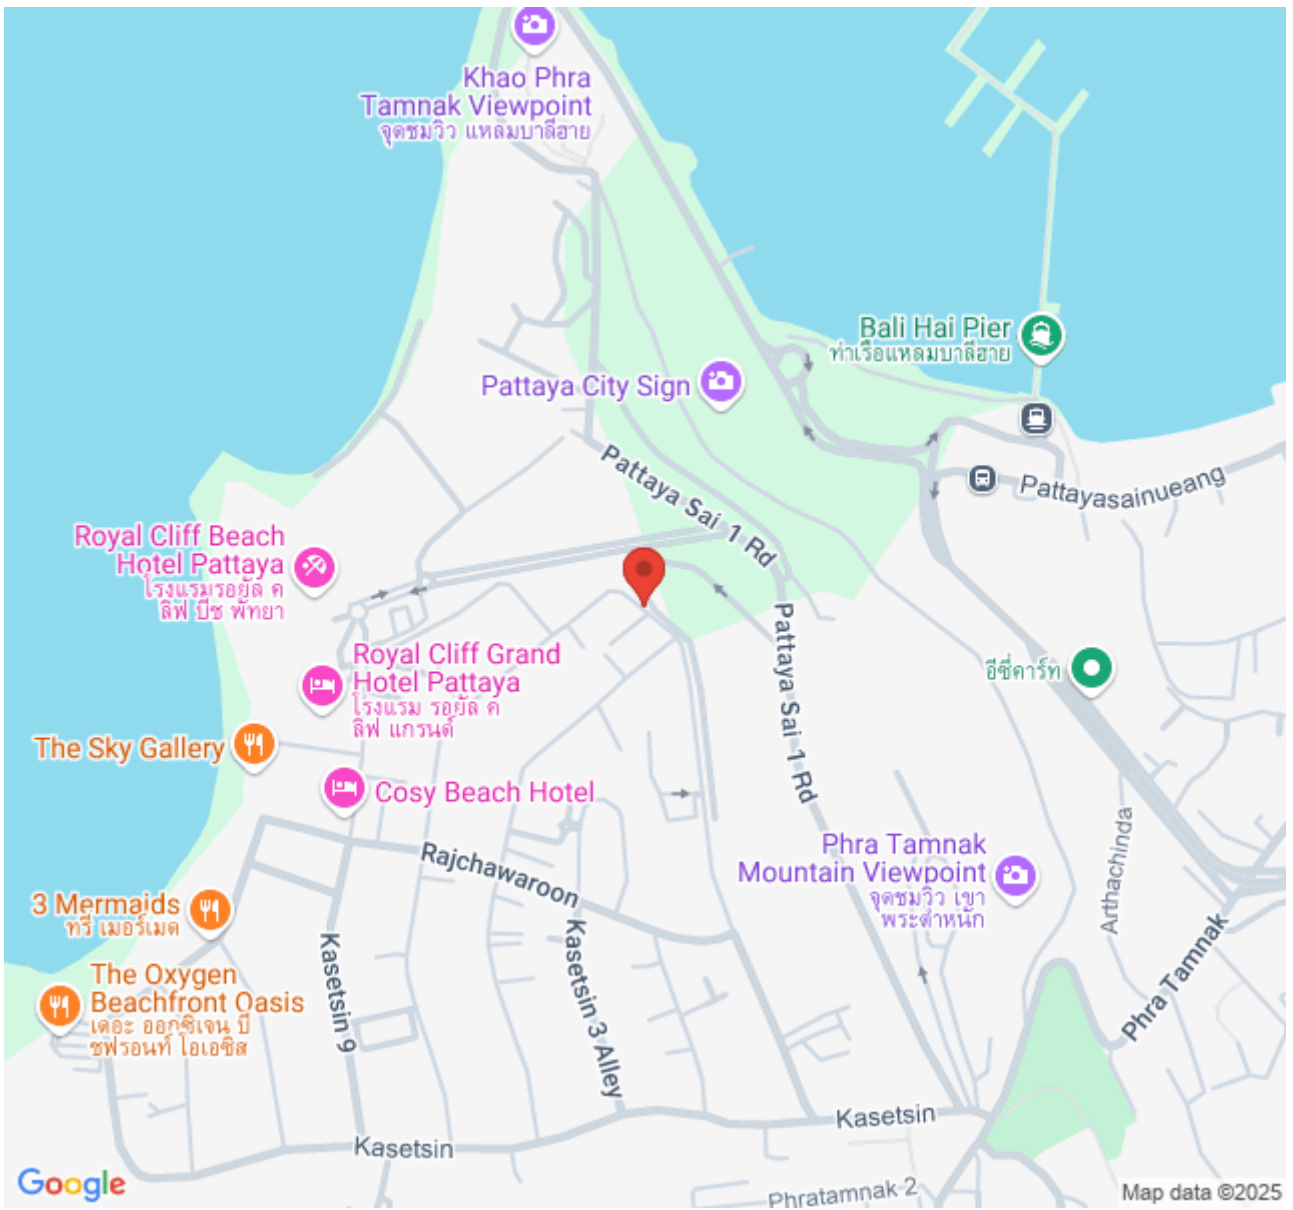 Khao Phra
Tamnak Viewpoint
จุดชมวิว แหลมบาลีฮาย
Bali Hai Pier
ท่าเรือแหลมบาลีฮาย
Pattaya City Sign
Pattaya Sai 1 Rd
Pattayasainueang
Royal Cliff Beach
Hotel Pattaya
โรงแรมรอยัล ค
ลิฟ บีช พัทยา
Royal Cliff Grand
Hotel Pattaya
โรงแรม รอยัล ค
ลิฟ แกรนด์
Pattaya Sai 1 Rd
อีซี่คาร์ท
The Sky Gallery
Cosy Beach Hotel
Rajchawaroon
Phra Tamnak
Mountain Viewpoint
จุดชมวิว เขา
พระตำหนัก
Arthachinda
3 Mermaids
ทรี เมอร์เมด
Kasetsin 9
Kasetsin 3 Alley
Phra Tamnak
The Oxygen
Beachfront Oasis
เดอะ ออกซิเจน บี
ชฟรอนท์ โอเอซิส
Kasetsin
Kasetsin
Phratamnak 2
Google
Map data ©2025